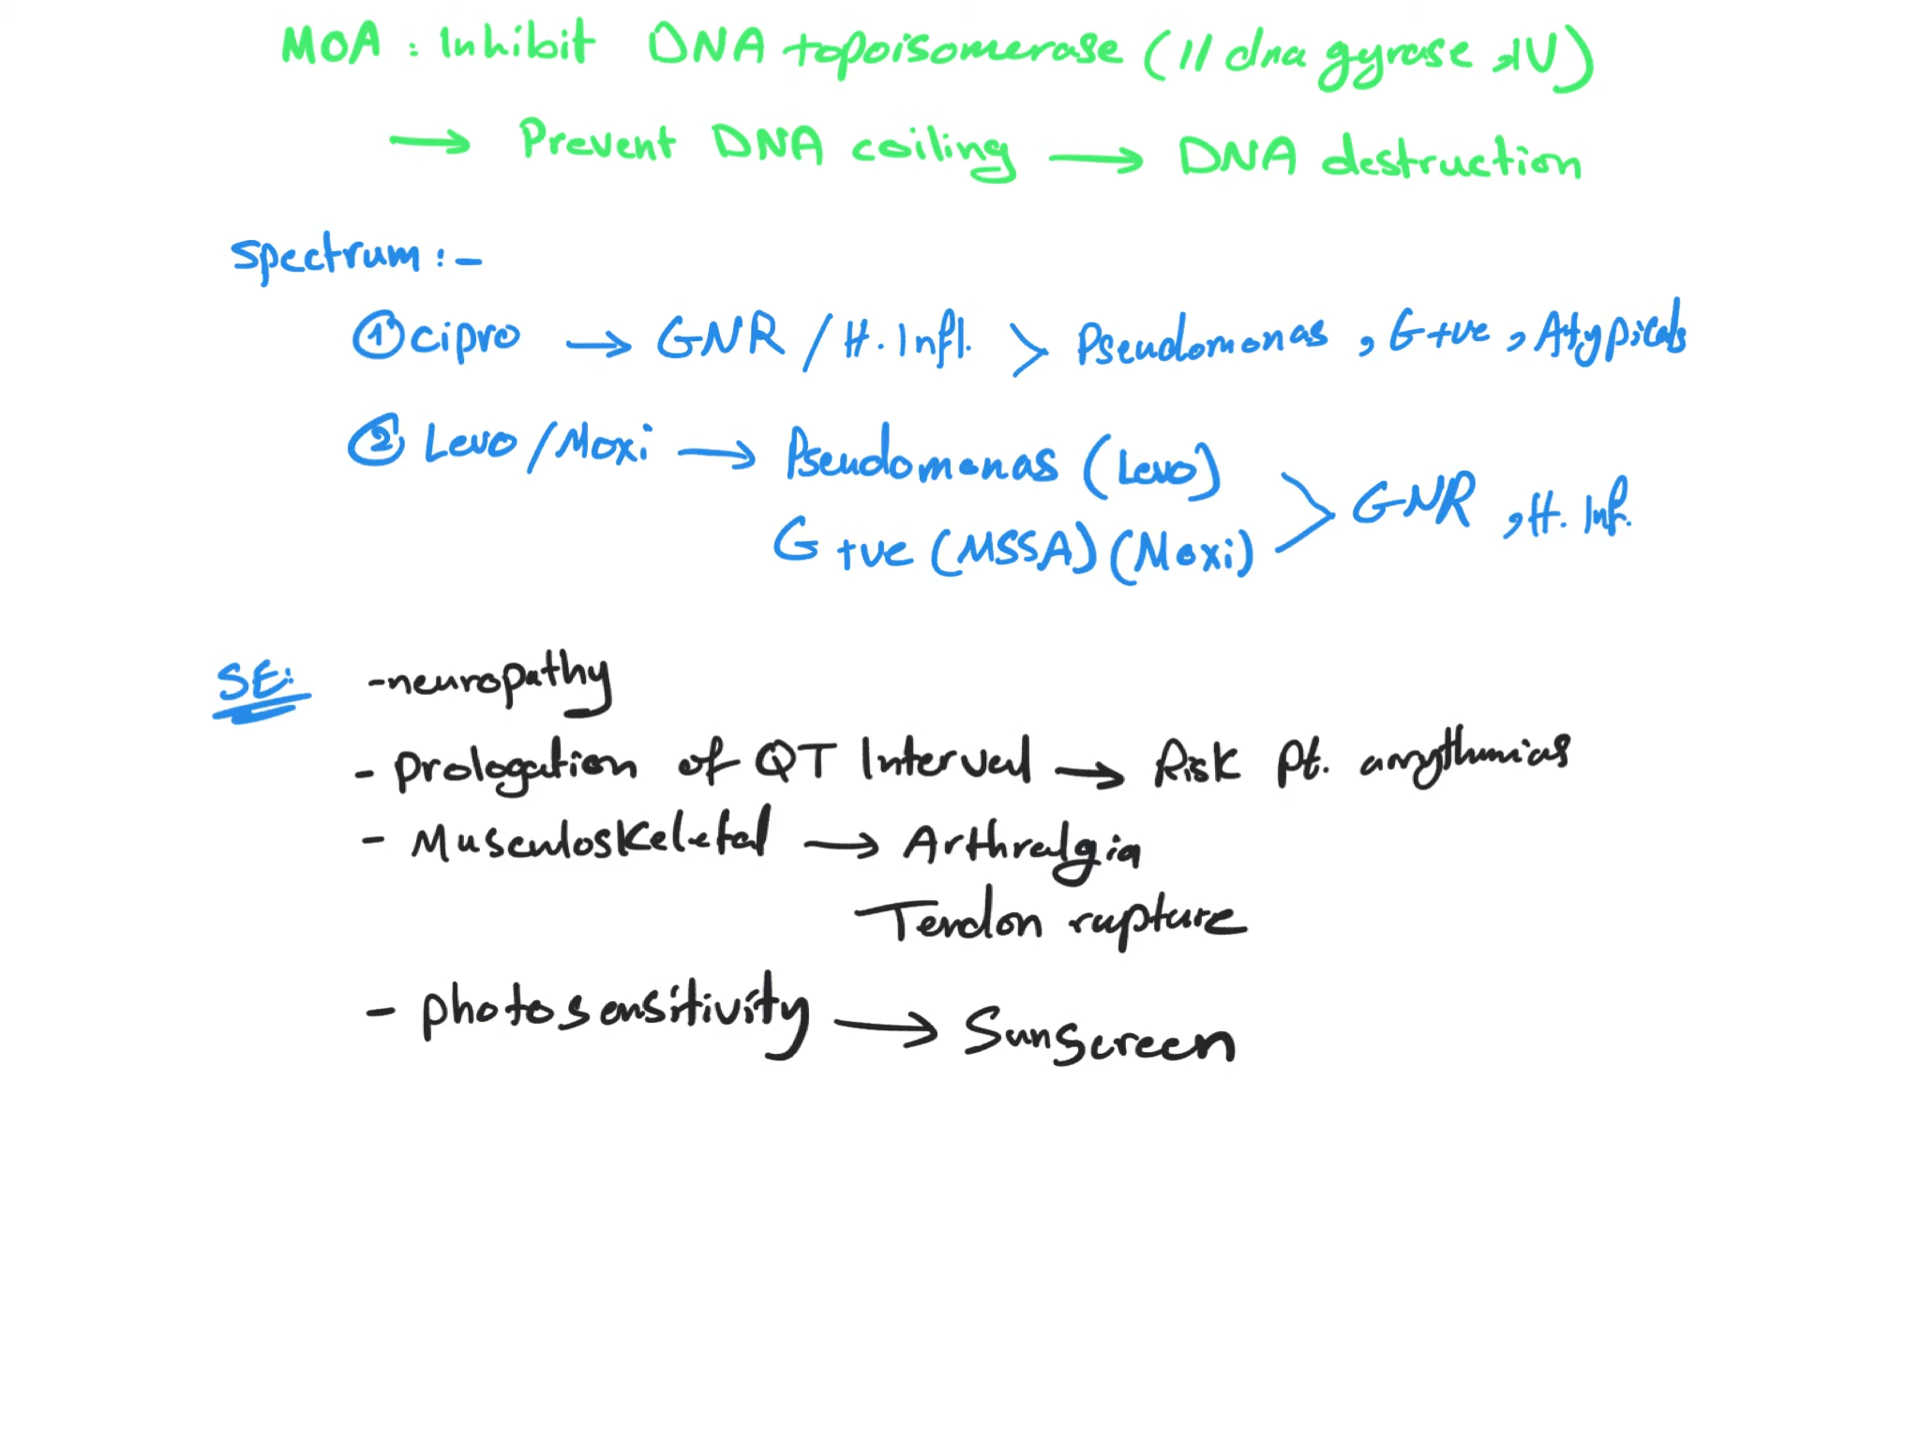 MOA : Inhibit DNA topoisomerase (II dna gyrase , IV)
→ Prevent DNA coiling → DNA destruction
Spectrum :-
① cipro → GNR / H. Infl. > Pseudomonas , G +ve , Atypicals
② Levo / Moxi → Pseudomonas (Levo)
G +ve (MSSA) (Moxi) > GNR , H. Inf.
SE: - neuropathy
- Prologation of QT Interval → Risk Pt. arrythmias
- Musculoskeletal → Arthralgia
Tendon rupture
- photosensitivity → Sunscreen